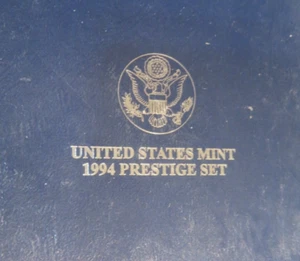 UNITED STATES MINT
1994 PRESTIGE SET